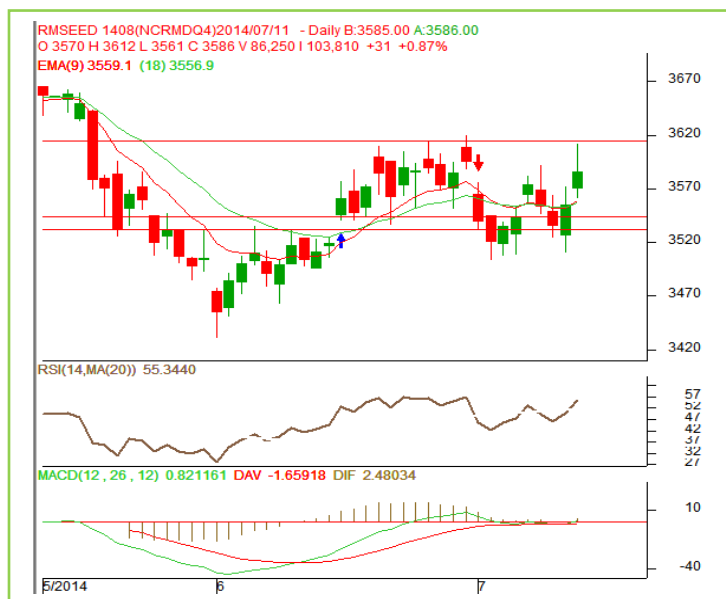 RMSEED 1408(NCRMDQ4)2014/07/11 - Daily B:3585.00 A:3586.00
O 3570 H 3612 L 3561 C 3586 V 86,250 I 103,810 +31 +0.87%
EMA(9) 3559.1 (18) 3556.9
3670
3620
3570
3520
3470
3420
RSI(14,MA(20)) 55.3440
57
52
47
42
37
32
27
MACD(12 , 26 , 12) 0.821161 DAV -1.65918 DIF 2.48034
10
-40
5/2014 6 7